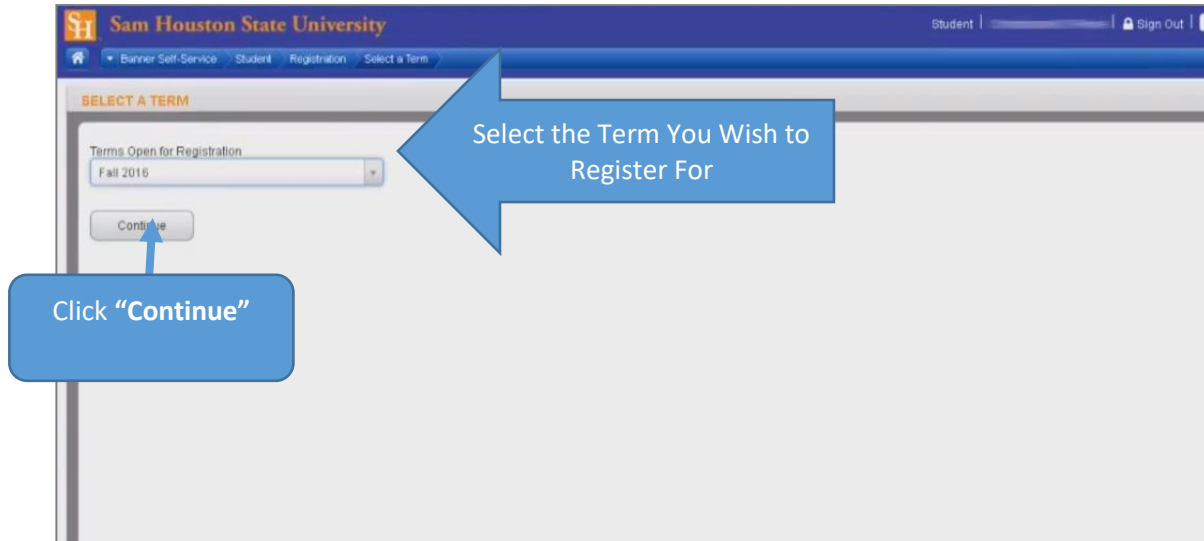 SH Sam Houston State University Student | | Sign Out |
Banner Self-Service Student Registration Select a Term
SELECT A TERM
Select the Term You Wish to
Register For
Terms Open for Registration
Fall 2016
Continue
Click “Continue”